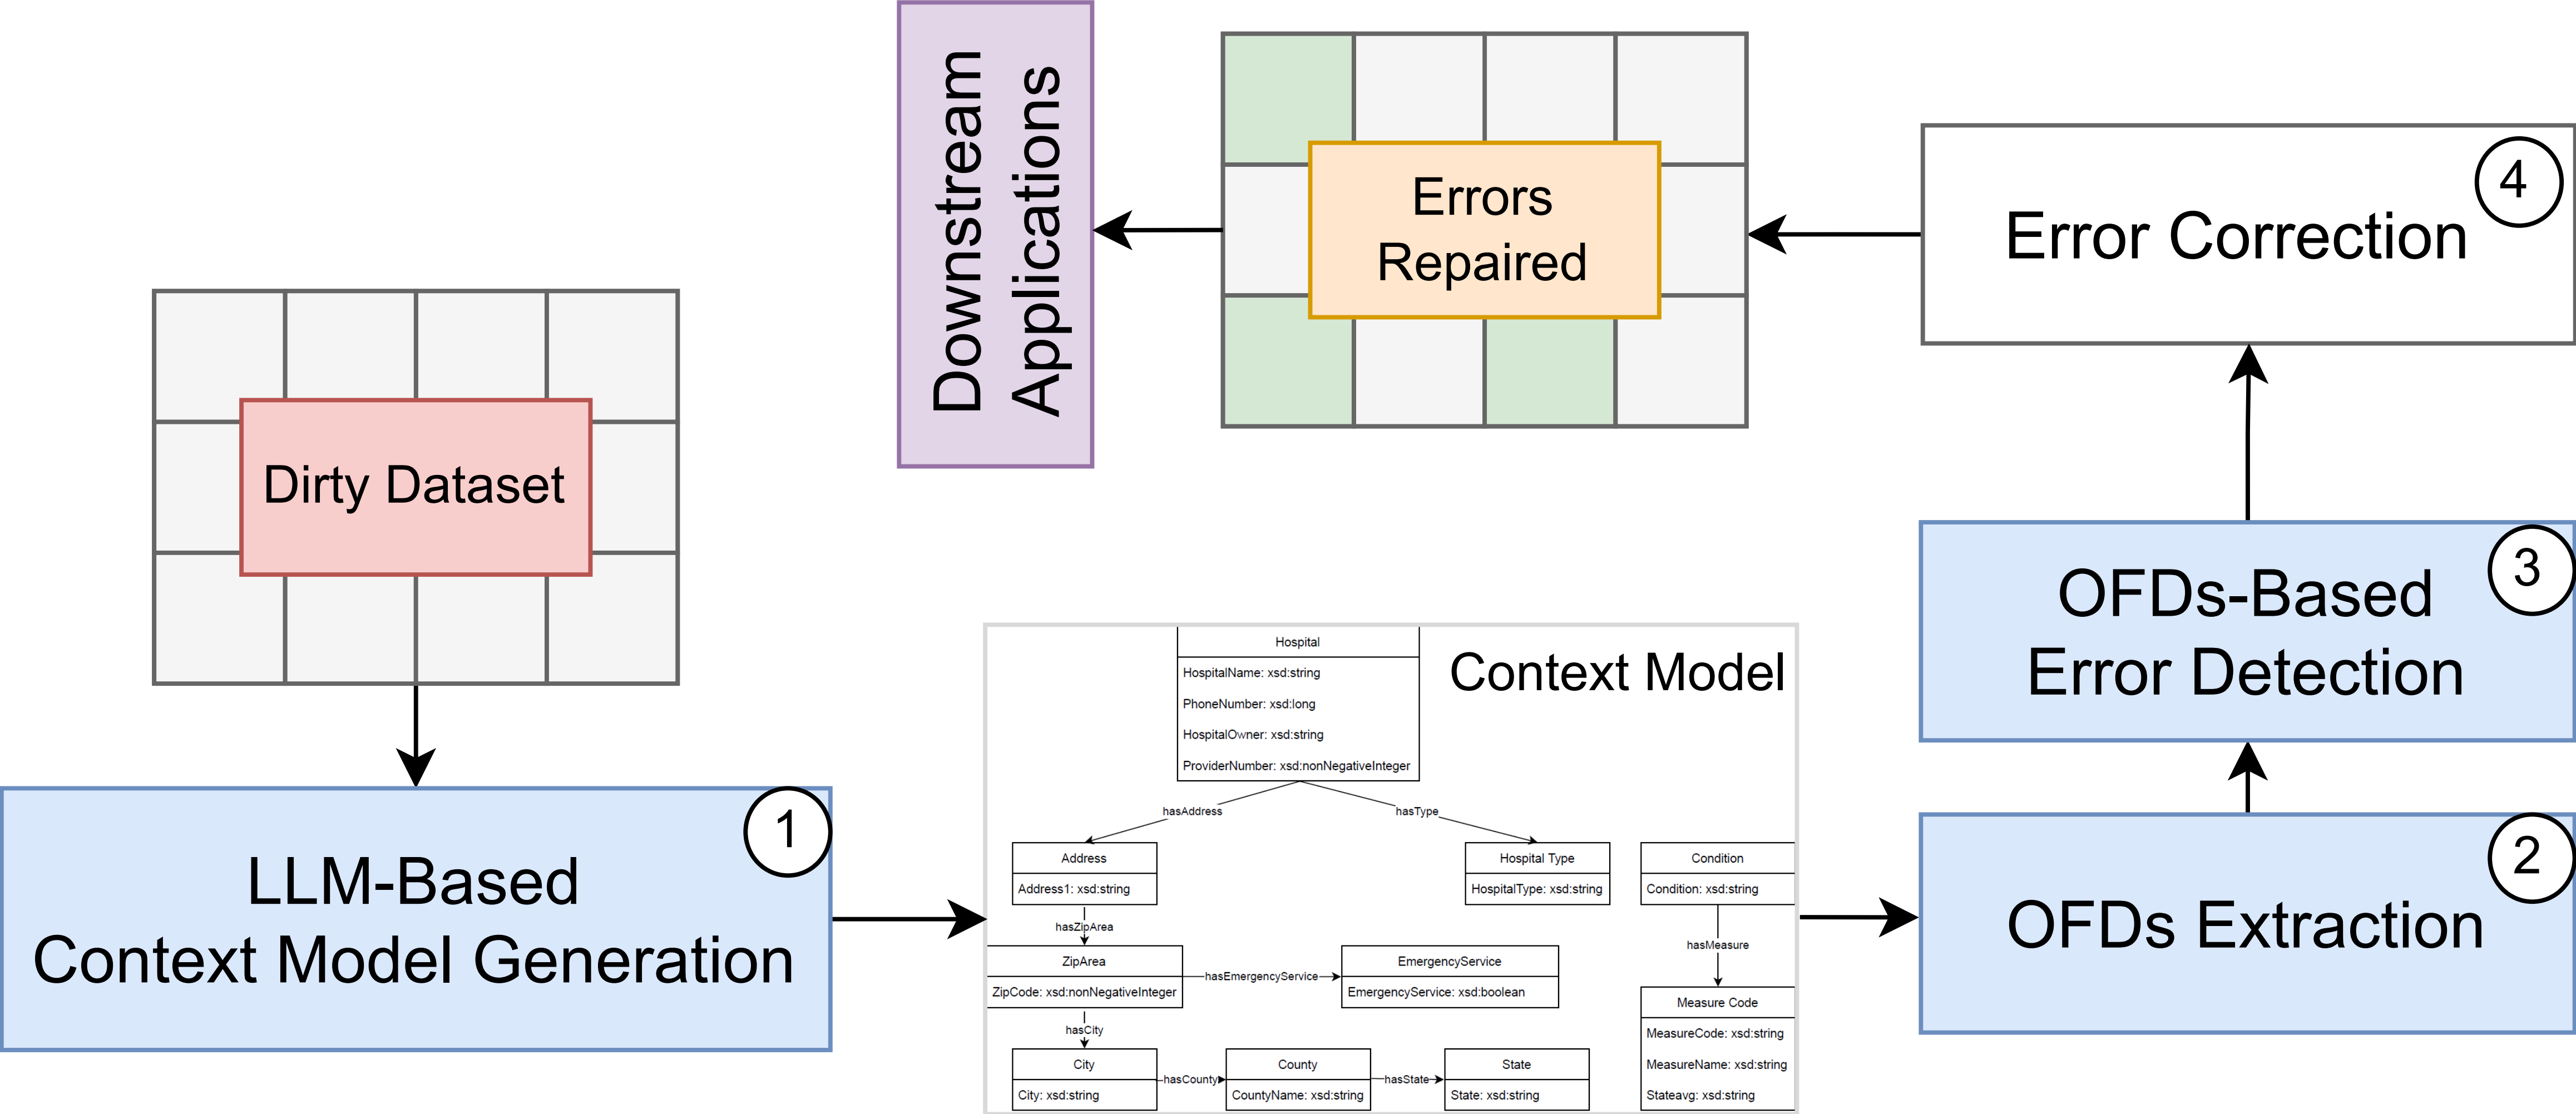 Downstream
Applications
Errors
Repaired
4
Error Correction
Dirty Dataset
3
OFDs-Based
Error Detection
1
LLM-Based
Context Model Generation
Context Model
Hospital
HospitalName: xsd:string
PhoneNumber: xsd:long
HospitalOwner: xsd:string
ProviderNumber: xsd:nonNegativeInteger
hasAddress
hasType
Address
Address1: xsd:string
Hospital Type
HospitalType: xsd:string
Condition
Condition: xsd:string
hasZipArea
hasMeasure
ZipArea
ZipCode: xsd:nonNegativeInteger
hasEmergencyService
EmergencyService
EmergencyService: xsd:boolean
hasCity
Measure Code
MeasureCode: xsd:string
MeasureName: xsd:string
Stateavg: xsd:string
City
City: xsd:string
hasCounty
County
CountyName: xsd:string
hasState
State
State: xsd:string
2
OFDs Extraction